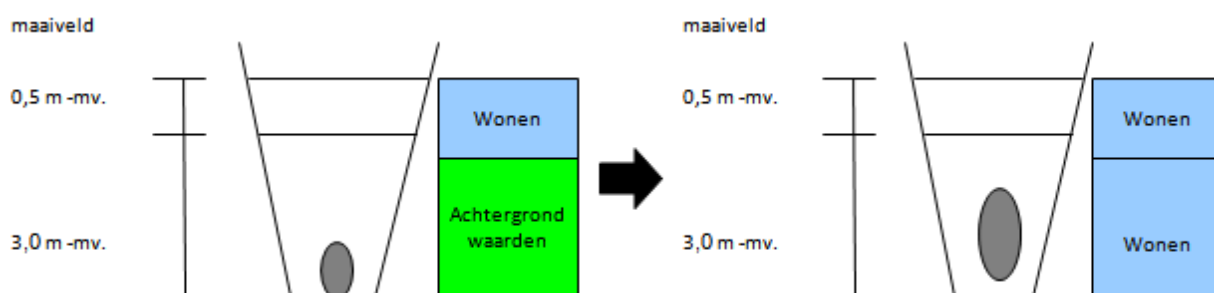 maaiveld
0,5 m -mv.
Wonen
Achtergrond
waarden
3,0 m -mv.
maaiveld
0,5 m -mv.
Wonen
3,0 m -mv.
Wonen